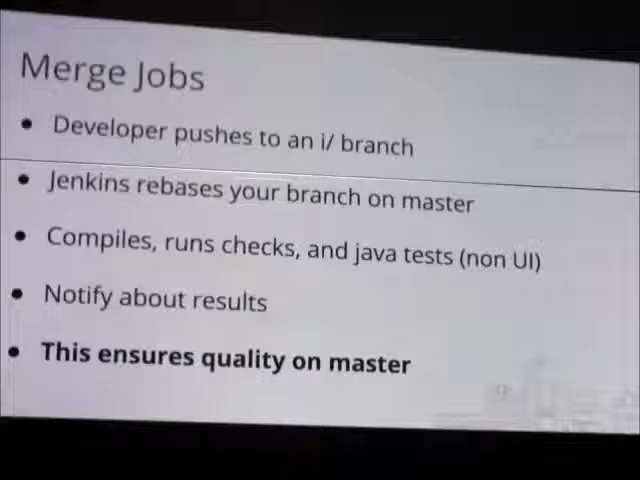 Merge Jobs
• Developer pushes to an i/ branch
• Jenkins rebases your branch on master
• Compiles, runs checks, and java tests (non UI)
• Notify about results
• This ensures quality on master